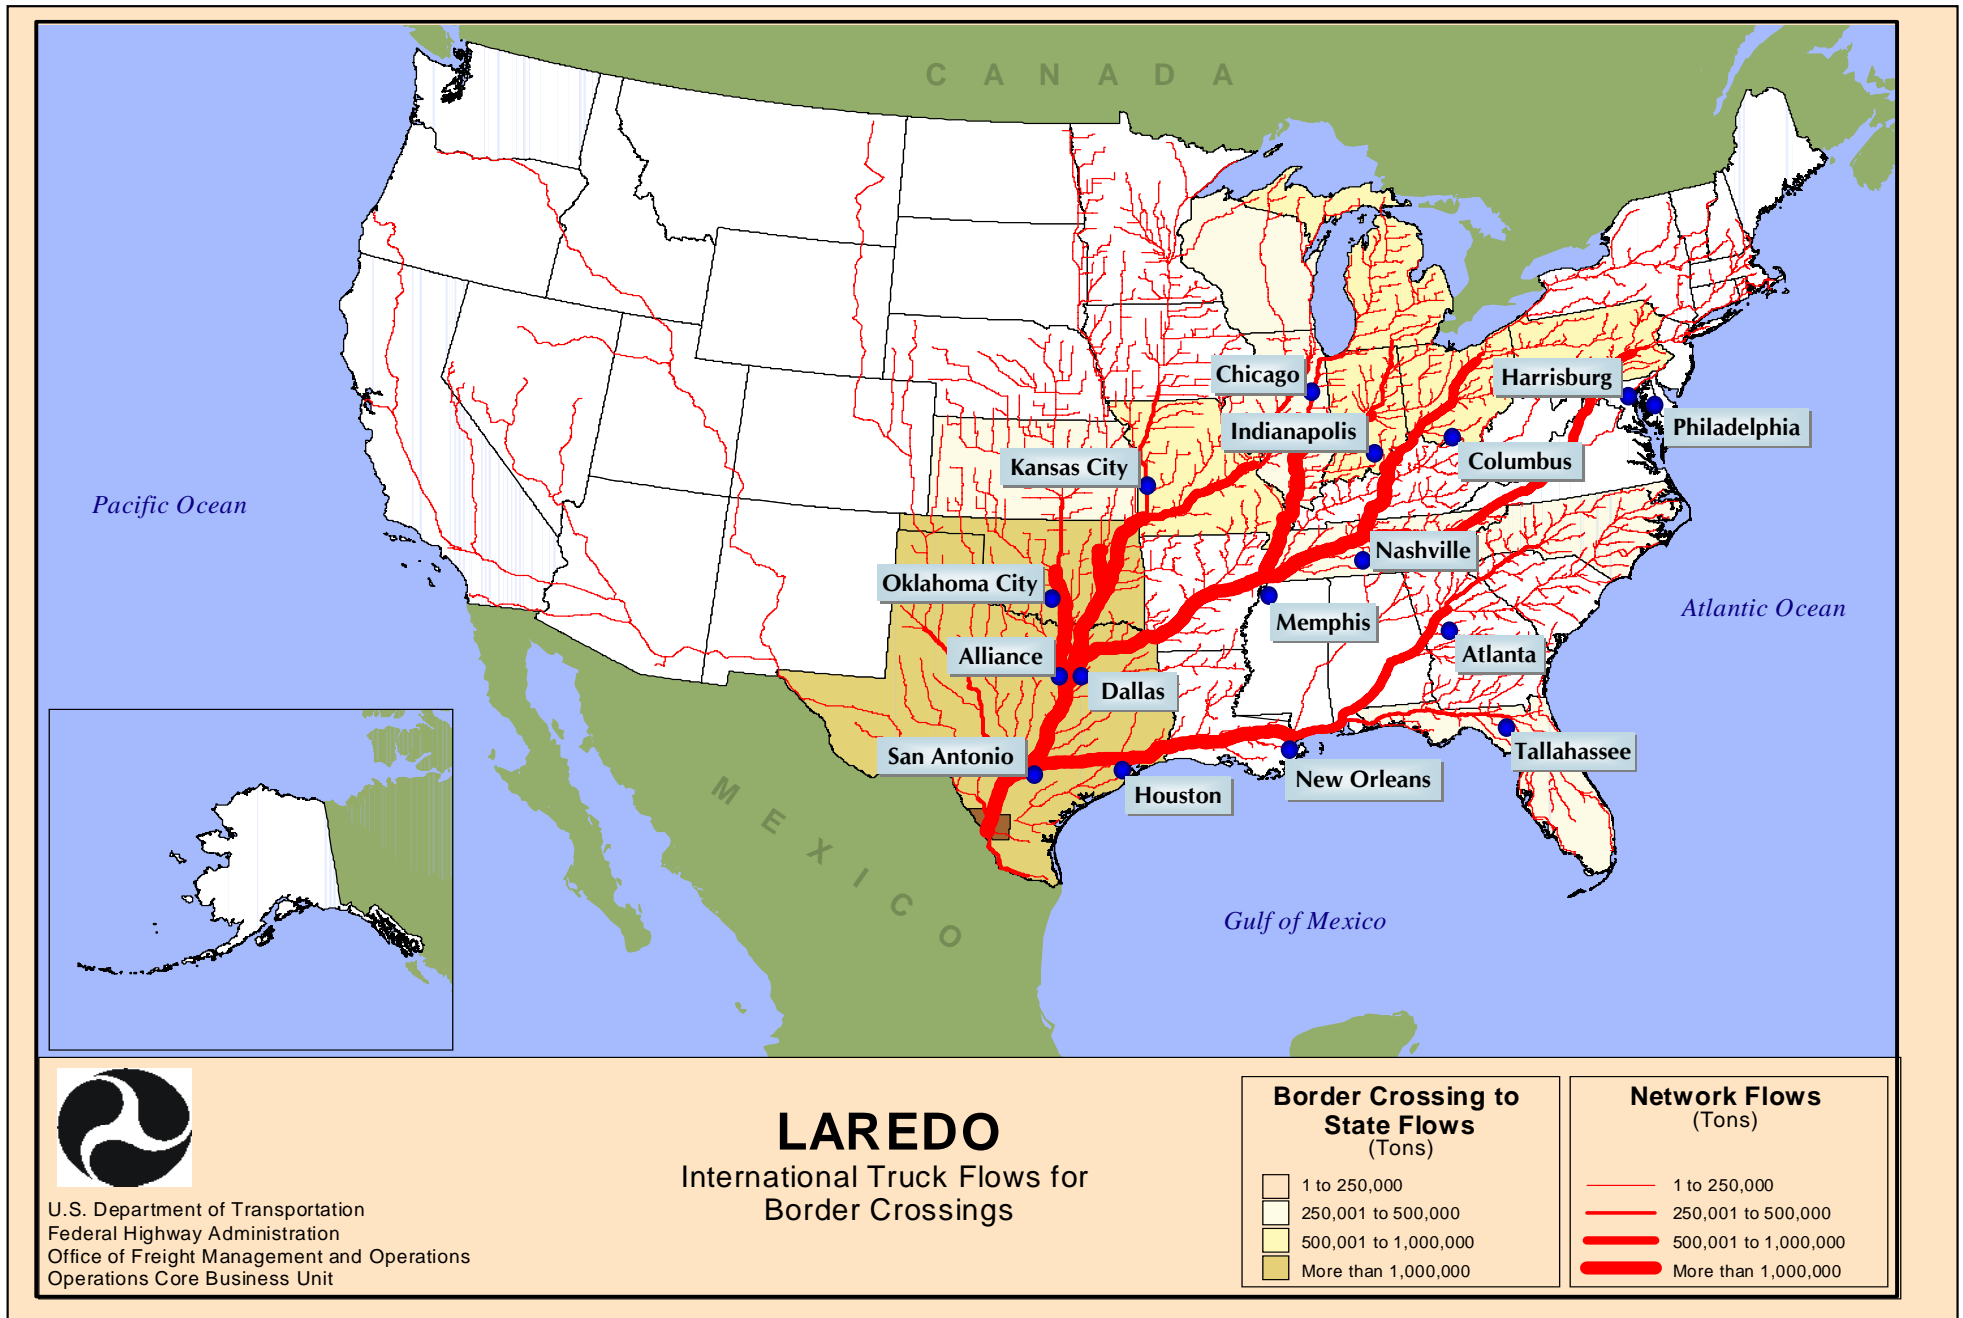 CANADA
Chicago
Harrisburg
Indianapolis
Philadelphia
Kansas City
Columbus
Pacific Ocean
Nashville
Oklahoma City
Atlantic Ocean
Memphis
Alliance
Atlanta
Dallas
San Antonio
Tallahassee
New Orleans
Houston
MEXICO
Gulf of Mexico
U.S. Department of Transportation
Federal Highway Administration
Office of Freight Management and Operations
Operations Core Business Unit
LAREDO
International Truck Flows for
Border Crossings
Border Crossing to
State Flows
(Tons)
1 to 250,000
250,001 to 500,000
500,001 to 1,000,000
More than 1,000,000
Network Flows
(Tons)
1 to 250,000
250,001 to 500,000
500,001 to 1,000,000
More than 1,000,000